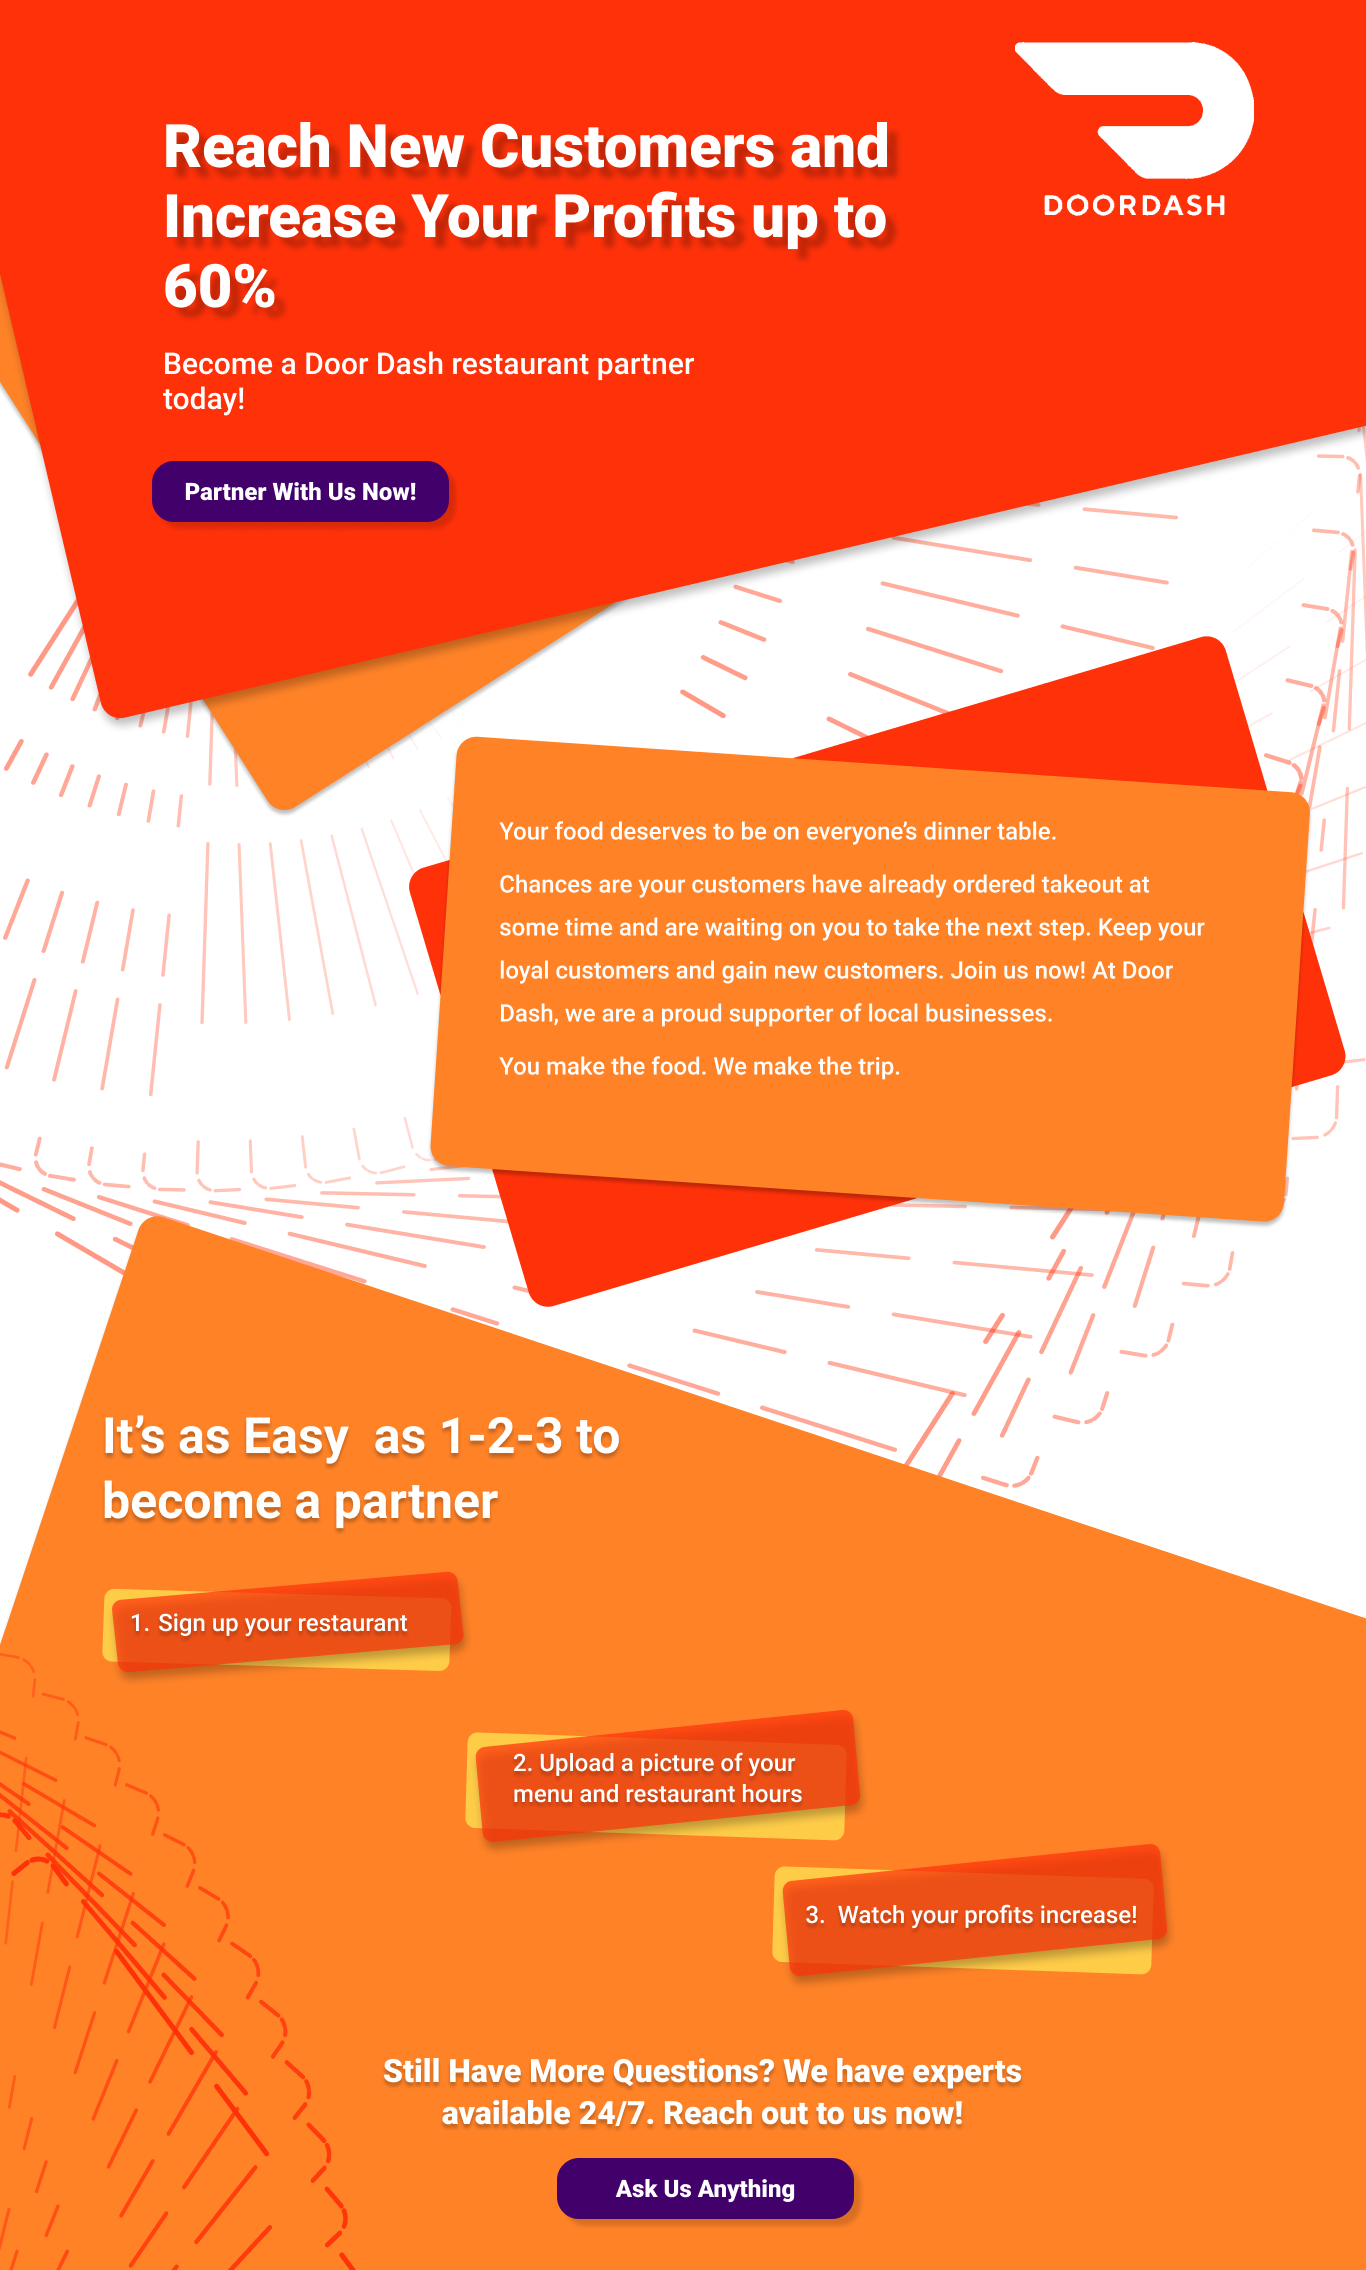 DOORDASH
Reach New Customers and
Increase Your Profits up to
60%
Become a Door Dash restaurant partner
today!
Partner With Us Now!
Your food deserves to be on everyone’s dinner table.
Chances are your customers have already ordered takeout at
some time and are waiting on you to take the next step. Keep your
loyal customers and gain new customers. Join us now! At Door
Dash, we are a proud supporter of local businesses.
You make the food. We make the trip.
It’s as Easy  as 1-2-3 to
become a partner
1. Sign up your restaurant
2. Upload a picture of your
menu and restaurant hours
3.  Watch your profits increase!
Still Have More Questions? We have experts
available 24/7. Reach out to us now!
Ask Us Anything